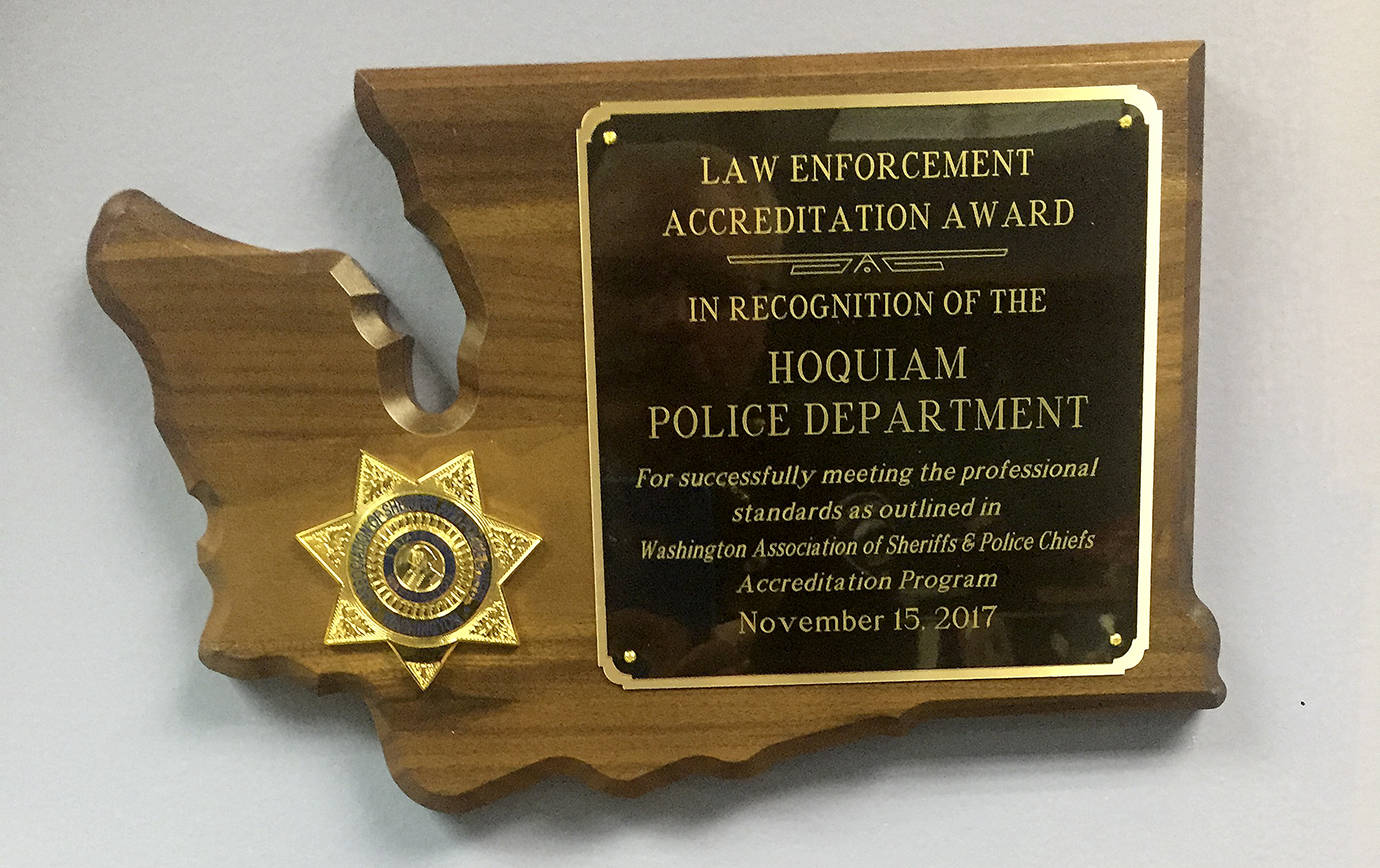 LAW ENFORCEMENT
ACCREDITATION AWARD
IN RECOGNITION OF THE
HOQUIAM
POLICE DEPARTMENT
For successfully meeting the professional
standards as outlined in
Washington Association of Sheriffs & Police Chiefs
Accreditation Program
November 15, 2017